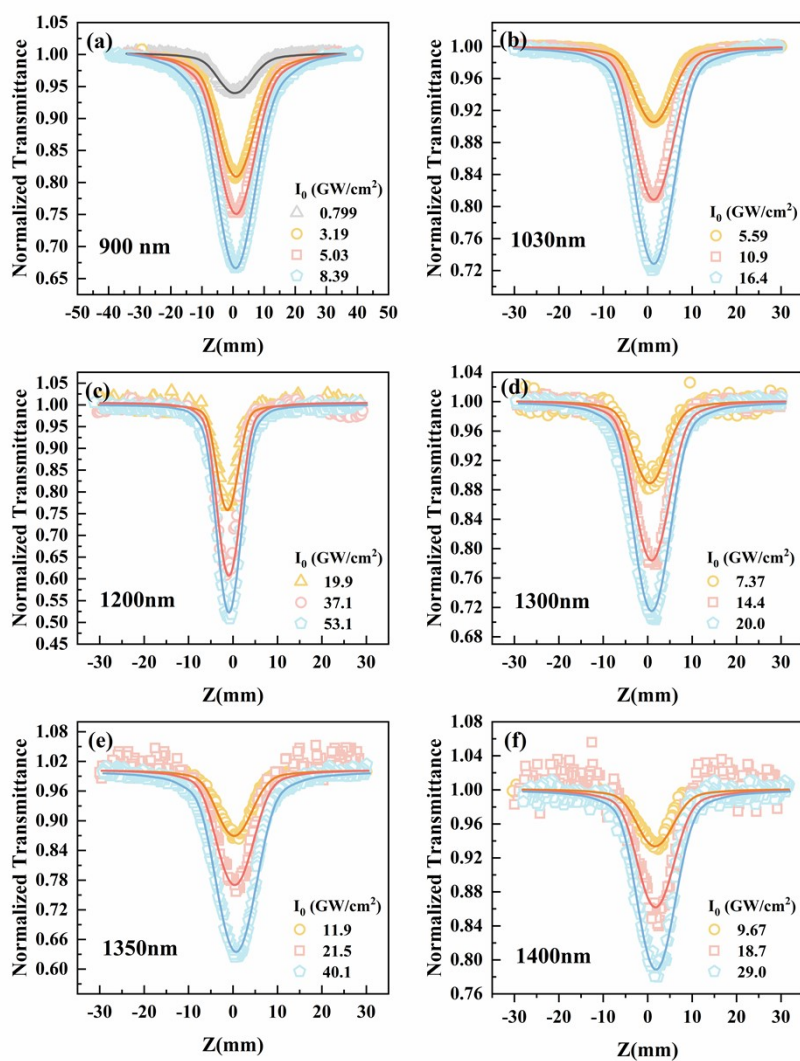 (a)
Normalized Transmittance
1.05
1.00
0.95
0.90
0.85
0.80
0.75
0.70
0.65
I0 (GW/cm2)
0.799
3.19
5.03
8.39
900 nm
-50 -40 -30 -20 -10 0 10 20 30 40 50
Z(mm)
(b)
Normalized Transmittance
1.00
0.96
0.92
0.88
0.84
0.80
0.76
0.72
I0 (GW/cm2)
5.59
10.9
16.4
1030nm
-30 -20 -10 0 10 20 30
Z(mm)
(c)
Normalized Transmittance
1.05
1.00
0.95
0.90
0.85
0.80
0.75
0.70
0.65
0.60
0.55
0.50
0.45
I0 (GW/cm2)
19.9
37.1
53.1
1200nm
-30 -20 -10 0 10 20 30
Z(mm)
(d)
Normalized Transmittance
1.04
1.00
0.96
0.92
0.88
0.84
0.80
0.76
0.72
0.68
I0 (GW/cm2)
7.37
14.4
20.0
1300nm
-30 -20 -10 0 10 20 30
Z(mm)
(e)
Normalized Transmittance
1.08
1.02
0.96
0.90
0.84
0.78
0.72
0.66
0.60
I0 (GW/cm2)
11.9
21.5
40.1
1350nm
-30 -20 -10 0 10 20 30
Z(mm)
(f)
Normalized Transmittance
1.08
1.04
1.00
0.96
0.92
0.88
0.84
0.80
0.76
I0 (GW/cm2)
9.67
18.7
29.0
1400nm
-30 -20 -10 0 10 20 30
Z(mm)